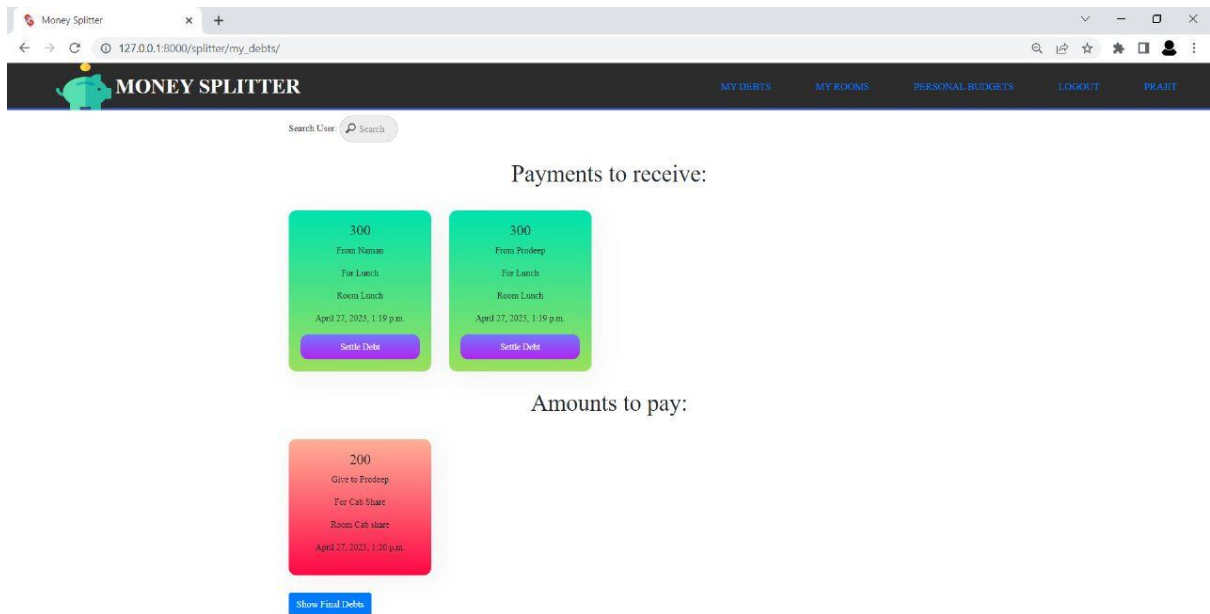 Money Splitter
127.0.0.1:8000/splitter/my_debts/
MONEY SPLITTER
MY DEBTS MY ROOMS PERSONAL BUDGETS LOGOUT PRAJIT
Search User: Search
Payments to receive:
300
From Naman
For Lunch
Room Lunch
April 27, 2023, 1:19 p.m.
Settle Debt
300
From Prodeep
For Lunch
Room Lunch
April 27, 2023, 1:19 p.m.
Settle Debt
Amounts to pay:
200
Give to Prodeep
For Cab Share
Room Cab share
April 27, 2023, 1:20 p.m.
Show Final Debts